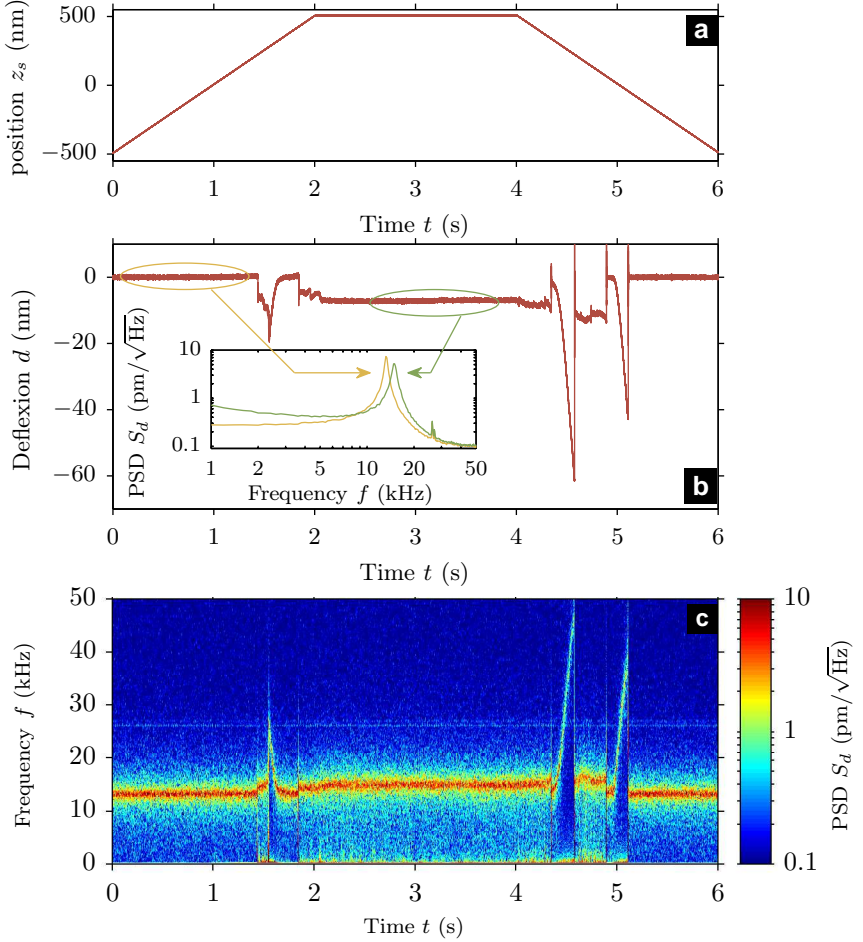 500
0
−500
position z_s (nm)
a
0 1 2 3 4 5 6
Time t (s)
0
−20
−40
−60
Deflexion d (nm)
PSD S_d (pm/√Hz)
10
1
0.1
1 2 5 10 20 50
Frequency f (kHz)
b
0 1 2 3 4 5 6
Time t (s)
50
40
30
20
10
0
Frequency f (kHz)
c
10
1
0.1
PSD S_d (pm/√Hz)
0 1 2 3 4 5 6
Time t (s)